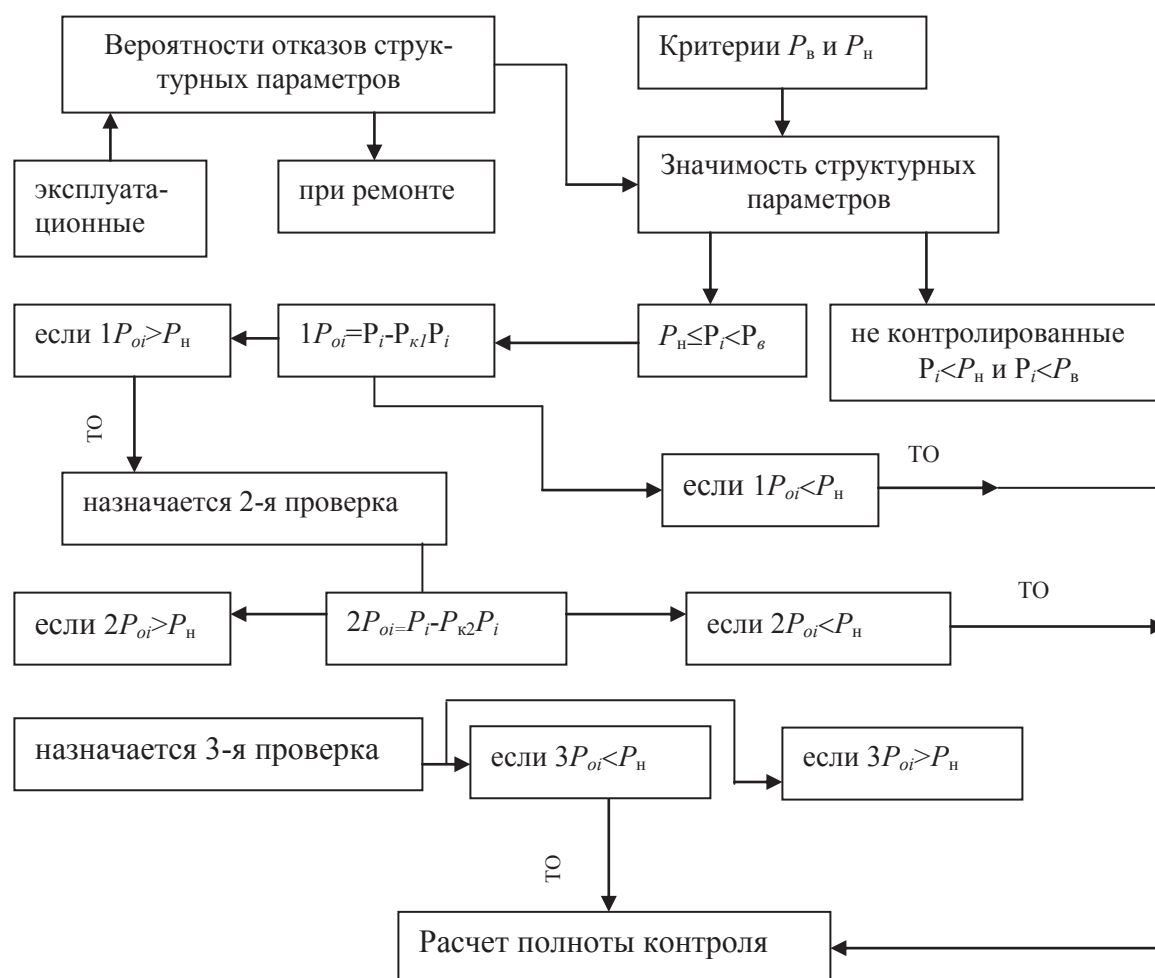 Вероятности отказов струк-
турных параметров
Критерии Pв и Pн
эксплуата-
ционные
при ремонте
Значимость структурных
параметров
если 1Poi>Pн
1Poi=Pi-Pк1Pi
Pн≤Pi<Pв
не контролированные
Pi<Pн и Pi<Pв
ТО
назначается 2-я проверка
если 1Poi<Pн
ТО
если 2Poi>Pн
2Poi=Pi-Pк2Pi
если 2Poi<Pн
ТО
назначается 3-я проверка
если 3Poi<Pн
если 3Poi>Pн
ТО
Расчет полноты контроля